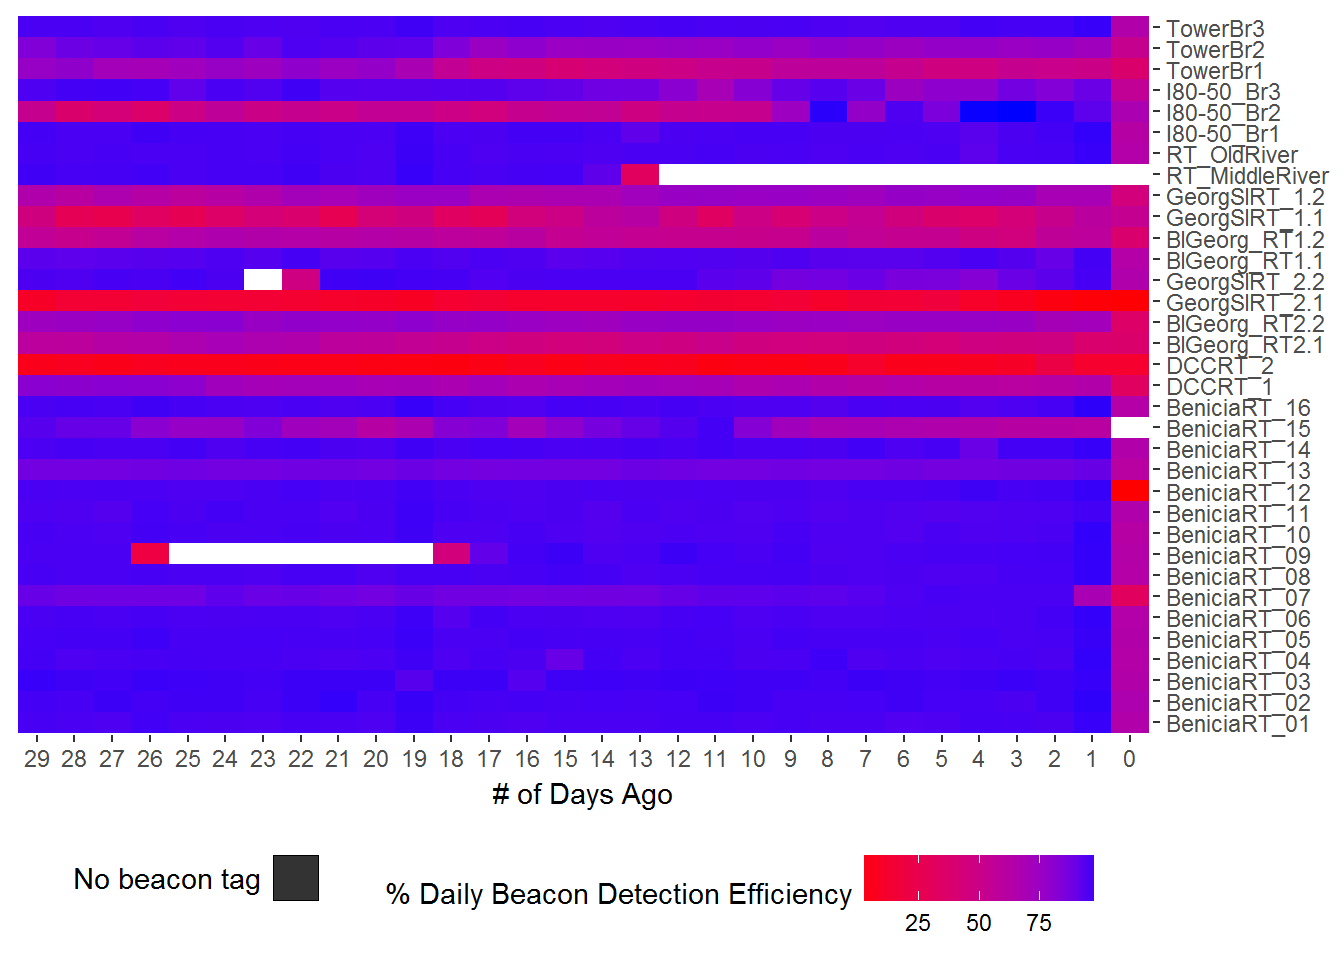 TowerBr3
TowerBr2
TowerBr1
I80-50_Br3
I80-50_Br2
I80-50_Br1
RT_OldRiver
RT_MiddleRiver
GeorgSlRT_1.2
GeorgSlRT_1.1
BlGeorg_RT1.2
BlGeorg_RT1.1
GeorgSlRT_2.2
GeorgSlRT_2.1
BlGeorg_RT2.2
BlGeorg_RT2.1
DCCRT_2
DCCRT_1
BeniciaRT_16
BeniciaRT_15
BeniciaRT_14
BeniciaRT_13
BeniciaRT_12
BeniciaRT_11
BeniciaRT_10
BeniciaRT_09
BeniciaRT_08
BeniciaRT_07
BeniciaRT_06
BeniciaRT_05
BeniciaRT_04
BeniciaRT_03
BeniciaRT_02
BeniciaRT_01
29 28 27 26 25 24 23 22 21 20 19 18 17 16 15 14 13 12 11 10 9 8 7 6 5 4 3 2 1 0
# of Days Ago
No beacon tag
% Daily Beacon Detection Efficiency
25 50 75